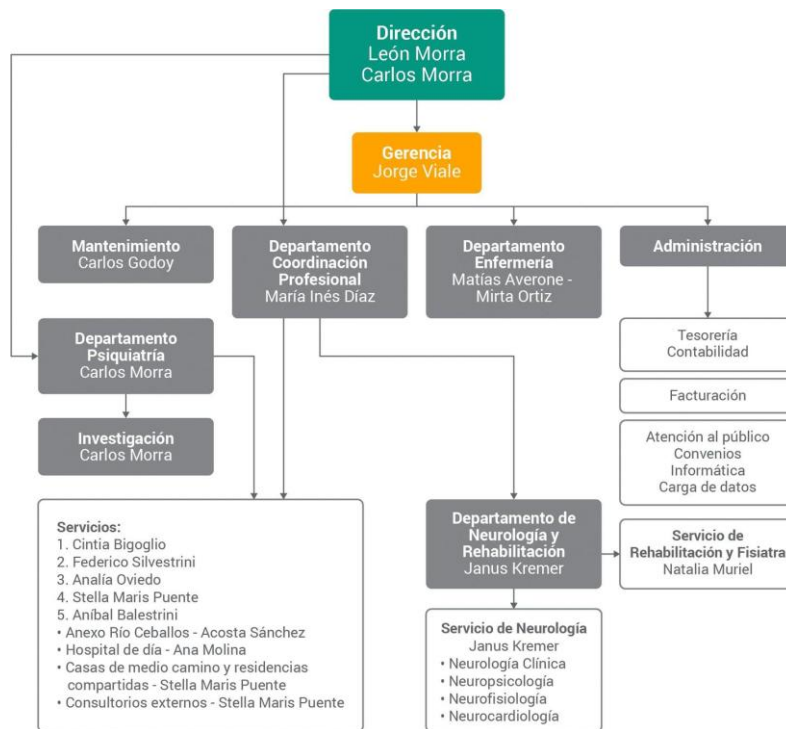 Dirección
León Morra
Carlos Morra
Gerencia
Jorge Viale
Mantenimiento
Carlos Godoy
Departamento
Coordinación
Profesional
María Inés Díaz
Departamento
Enfermería
Matías Averone -
Mirta Ortiz
Administración
Tesorería
Contabilidad
Facturación
Atención al público
Convenios
Informática
Carga de datos
Departamento
Psiquiatría
Carlos Morra
Investigación
Carlos Morra
Servicios:
1. Cintia Bigoglio
2. Federico Silvestrini
3. Analía Oviedo
4. Stella Maris Puente
5. Aníbal Balestrini
• Anexo Río Ceballos - Acosta Sánchez
• Hospital de día - Ana Molina
• Casas de medio camino y residencias
compartidas - Stella Maris Puente
• Consultorios externos - Stella Maris Puente
Departamento de
Neurología y
Rehabilitación
Janus Kremer
Servicio de
Rehabilitación y Fisiatra
Natalia Muriel
Servicio de Neurología
Janus Kremer
• Neurología Clínica
• Neuropsicología
• Neurofisiología
• Neurocardiología